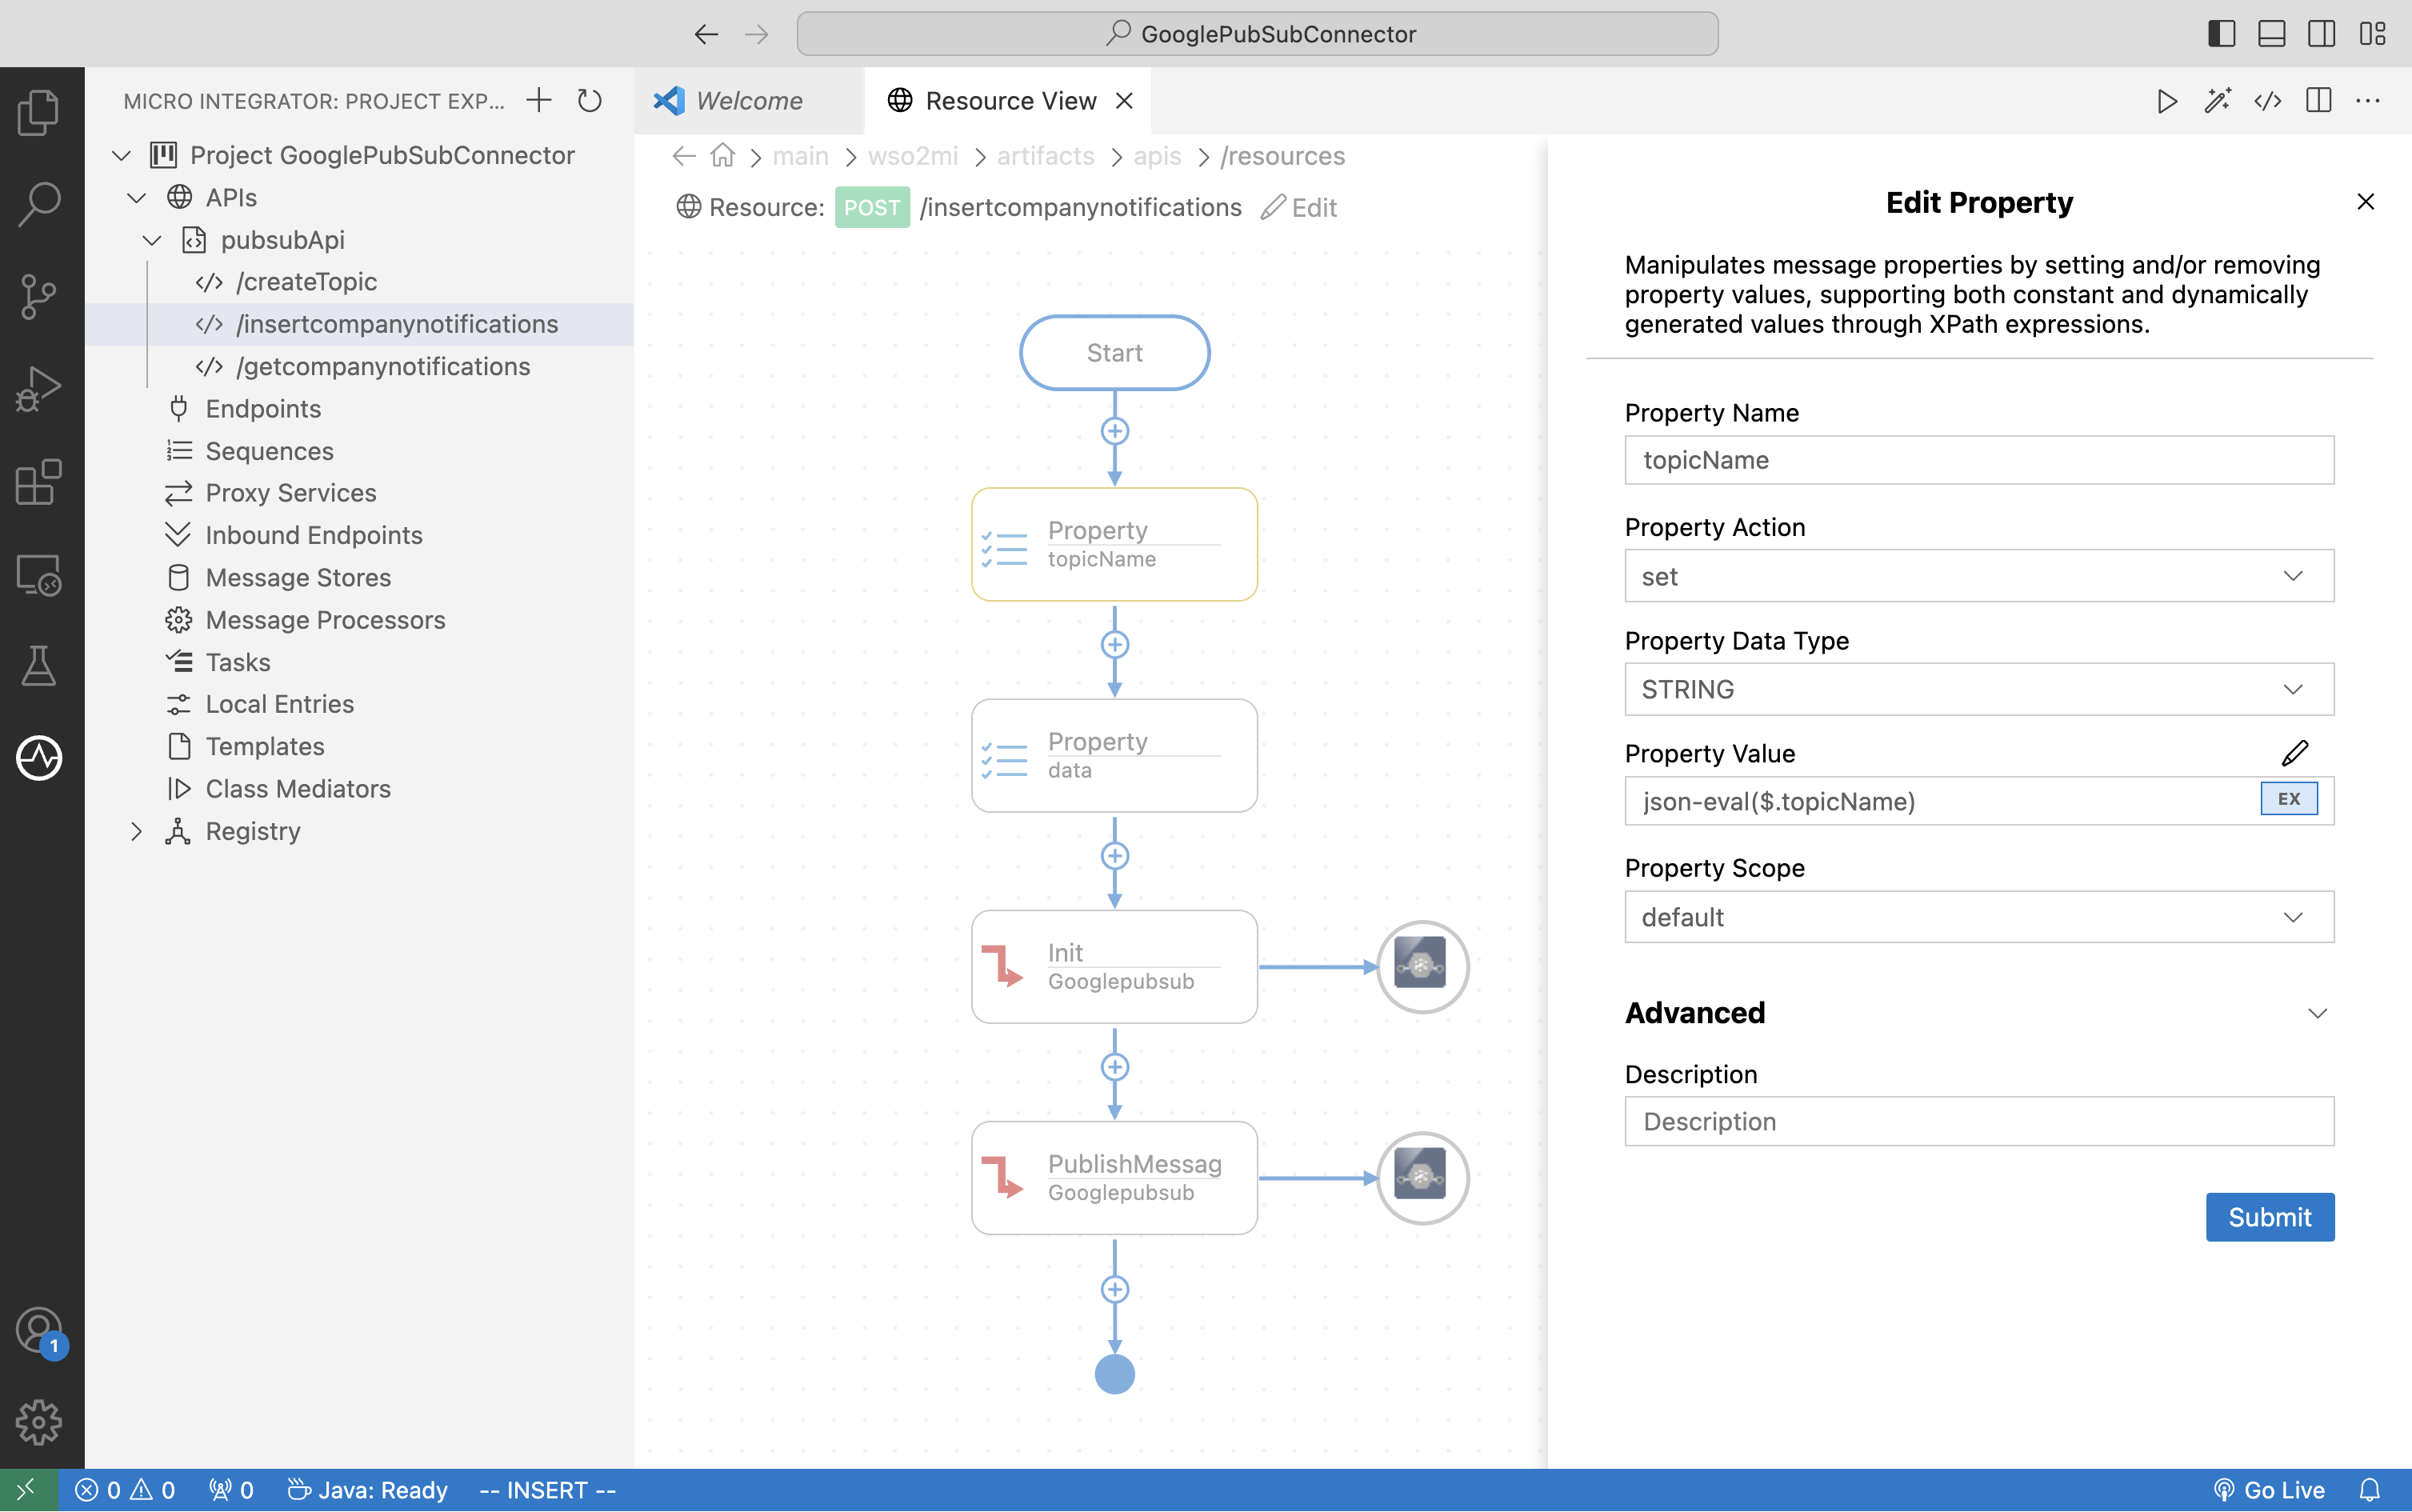 GooglePubSubConnector
MICRO INTEGRATOR: PROJECT EXP...
Project GooglePubSubConnector
APIs
pubsubApi
/createTopic
/insertcompanynotifications
/getcompanynotifications
Endpoints
Sequences
Proxy Services
Inbound Endpoints
Message Stores
Message Processors
Tasks
Local Entries
Templates
Class Mediators
Registry
1
Welcome
Resource View
main > wso2mi > artifacts > apis > /resources
Resource: POST /insertcompanynotifications Edit
Start
Property
topicName
Property
data
Init
Googlepubsub
PublishMessag
Googlepubsub
Edit Property
Manipulates message properties by setting and/or removing
property values, supporting both constant and dynamically
generated values through XPath expressions.
Property Name
topicName
Property Action
set
Property Data Type
STRING
Property Value
json-eval($.topicName)
EX
Property Scope
default
Advanced
Description
Description
Submit
0 0 0 Java: Ready -- INSERT --
Go Live